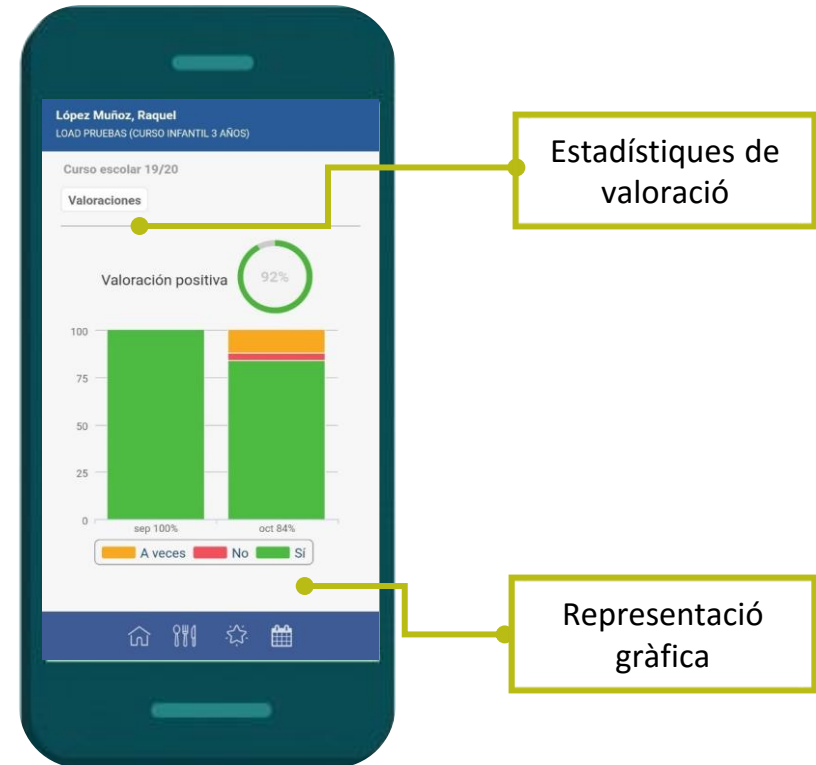 López Muñoz, Raquel
LOAD PRUEBAS (CURSO INFANTIL 3 AÑOS)
Curso escolar 19/20
Valoraciones
Valoración positiva
92%
100
75
50
25
0
sep 100%
oct 84%
A veces
No
Sí
Estadístiques de
valoració
Representació
gràfica